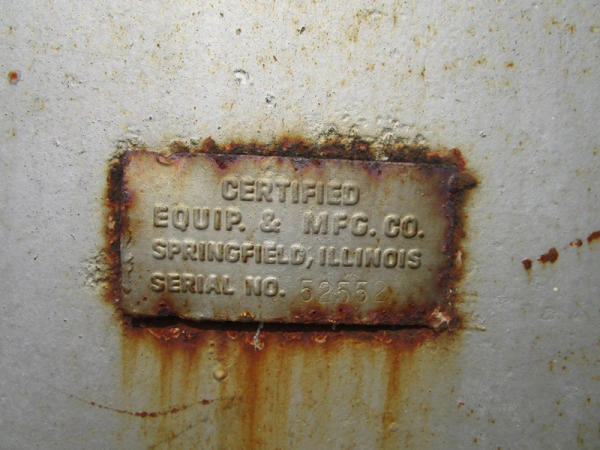 CERTIFIED
EQUIP. & MFG. CO.
SPRINGFIELD, ILLINOIS
SERIAL NO. 52552